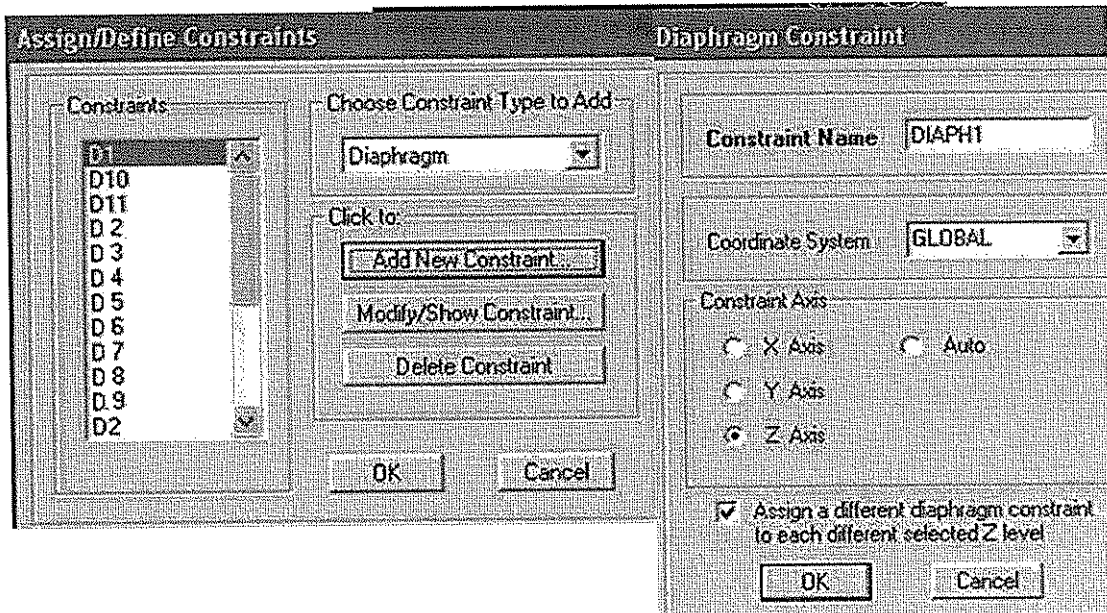 Assign/Define Constraints
Constraints
D1
D10
D11
D 2
D 3
D 4
D 5
D 6
D 7
D 8
D.9
D2
Choose Constraint Type to Add
Diaphragm
Click to:
Add New Constraint...
Modify/Show Constraint...
Delete Constraint
OK
Cancel
Diaphragm Constraint
Constraint Name
DIAPH1
Coordinate System
GLOBAL
Constraint Axis
X Axis
Auto
Y Axis
Z Axis
Assign a different diaphragm constraint
to each different selected Z level
OK
Cancel